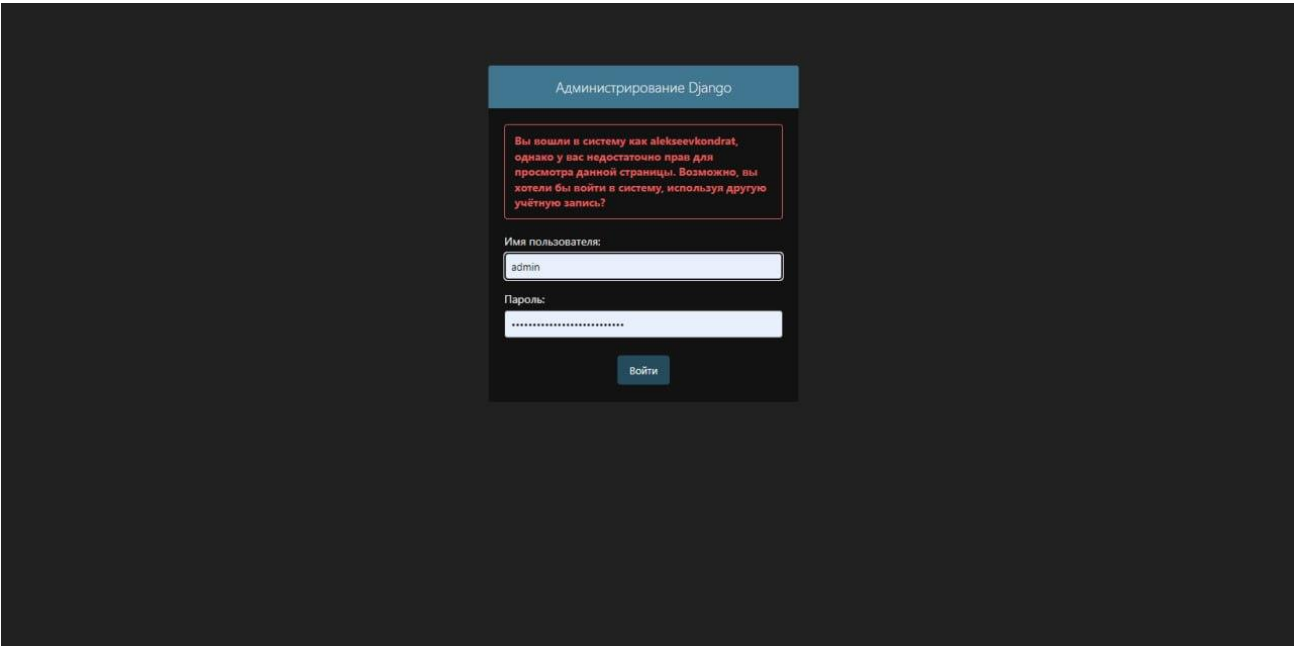 Администрирование Django
Вы вошли в систему как alekseevkondrat,
однако у вас недостаточно прав для
просмотра данной страницы. Возможно, вы
хотели бы войти в систему, используя другую
учётную запись?
Имя пользователя:
admin
Пароль:
Войти